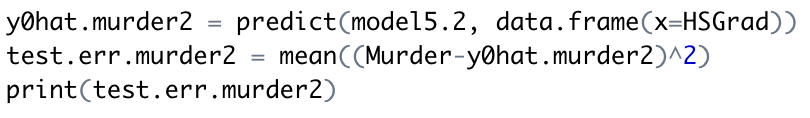 y0hat.murder2 = predict(model5.2, data.frame(x=HSGrad))
test.err.murder2 = mean((Murder-y0hat.murder2)^2)
print(test.err.murder2)